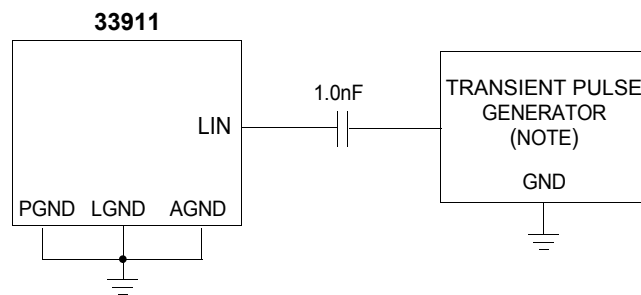 33911
1.0nF
TRANSIENT PULSE
GENERATOR
(NOTE)
LIN
GND
PGND LGND AGND